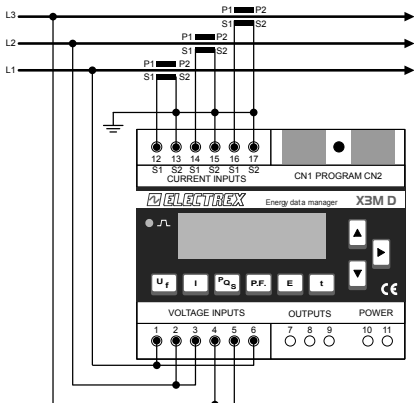 L3 P1 P2
S1 S2
L2 P1 P2
S1 S2
L1 P1 P2
S1 S2
12 13 14 15 16 17
S1 S2 S1 S2 S1 S2
CURRENT INPUTS
CN1 PROGRAM CN2
ELECTREX Energy data manager X3M D
Uf I PQS P.F. E t
CE
VOLTAGE INPUTS OUTPUTS POWER
1 2 3 4 5 6 7 8 9 10 11